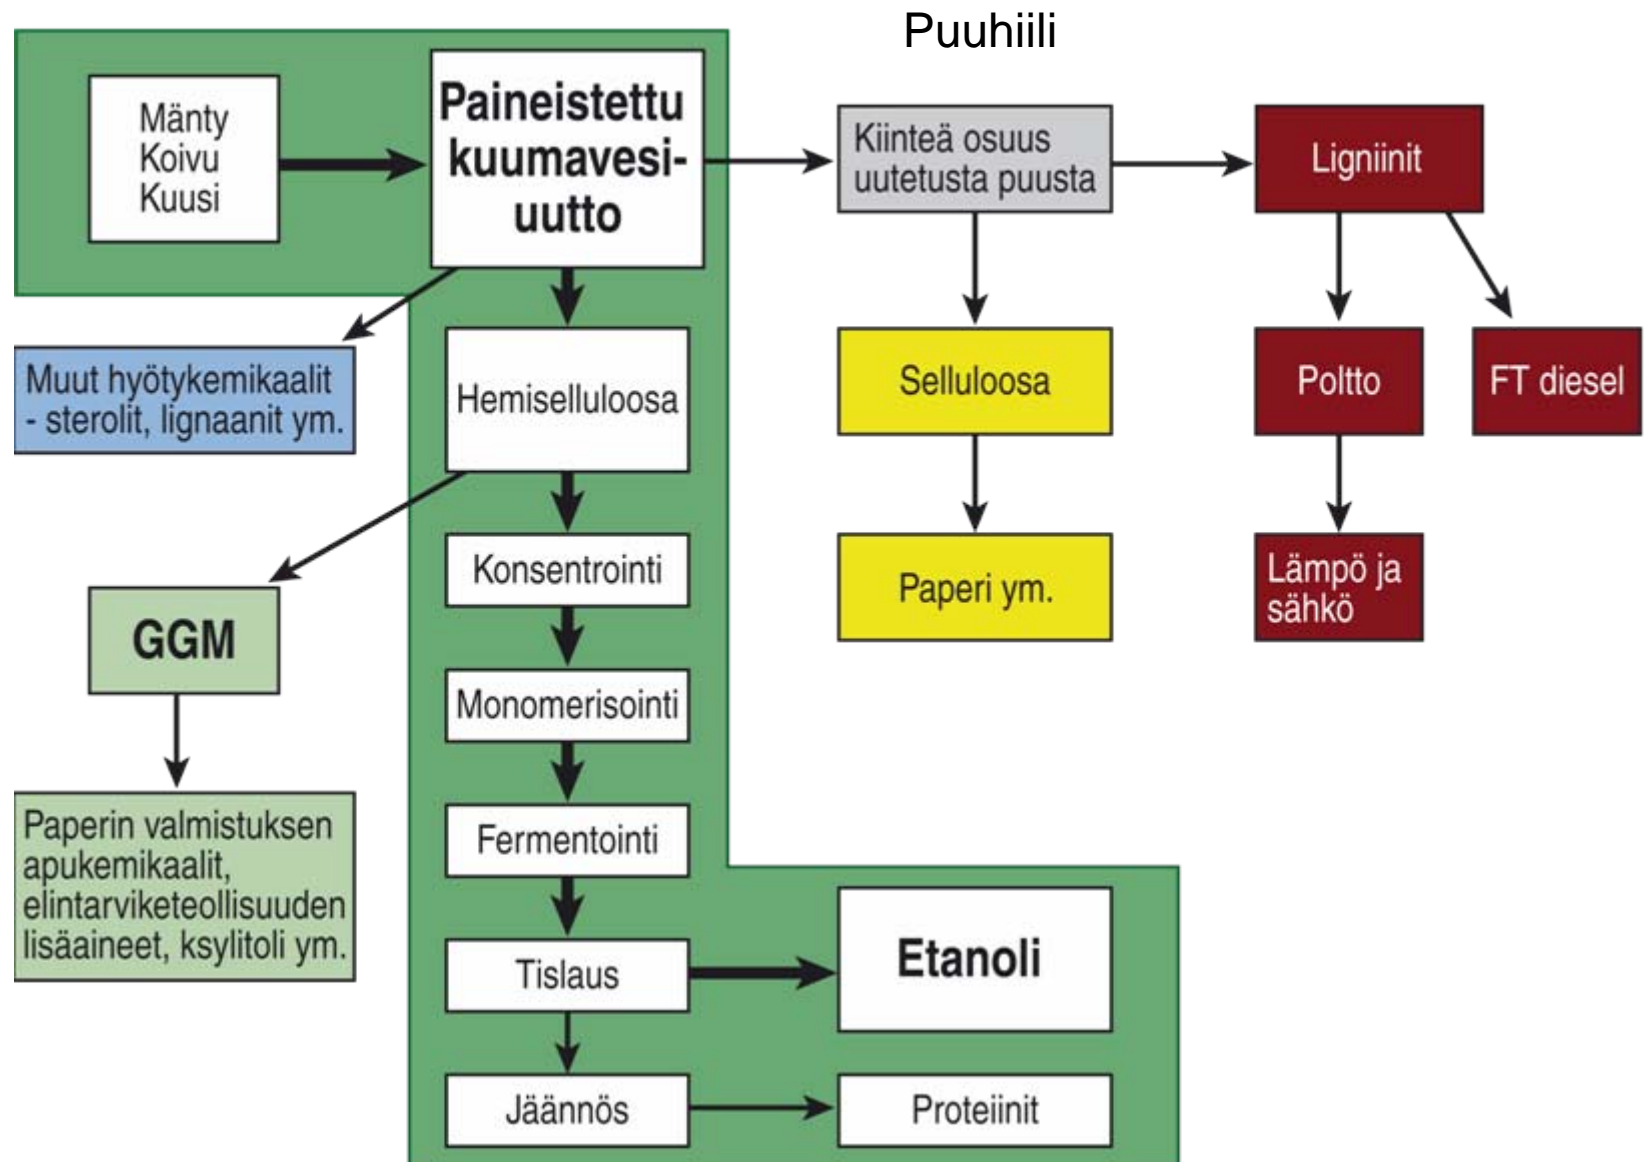 Puuhiili
Mänty
Koivu
Kuusi
Paineistettu
kuumavesi-
uutto
Kiinteä osuus
uutetusta puusta
Ligniinit
Muut hyötykemikaalit
- sterolit, lignaanit ym.
Hemiselluloosa
Selluloosa
Poltto
FT diesel
Konsentrointi
Paperi ym.
Lämpö ja
sähkö
GGM
Monomerisointi
Paperin valmistuksen
apukemikaalit,
elintarviketeollisuuden
lisäaineet, ksylitoli ym.
Fermentointi
Tislaus
Etanoli
Jäännös
Proteiinit